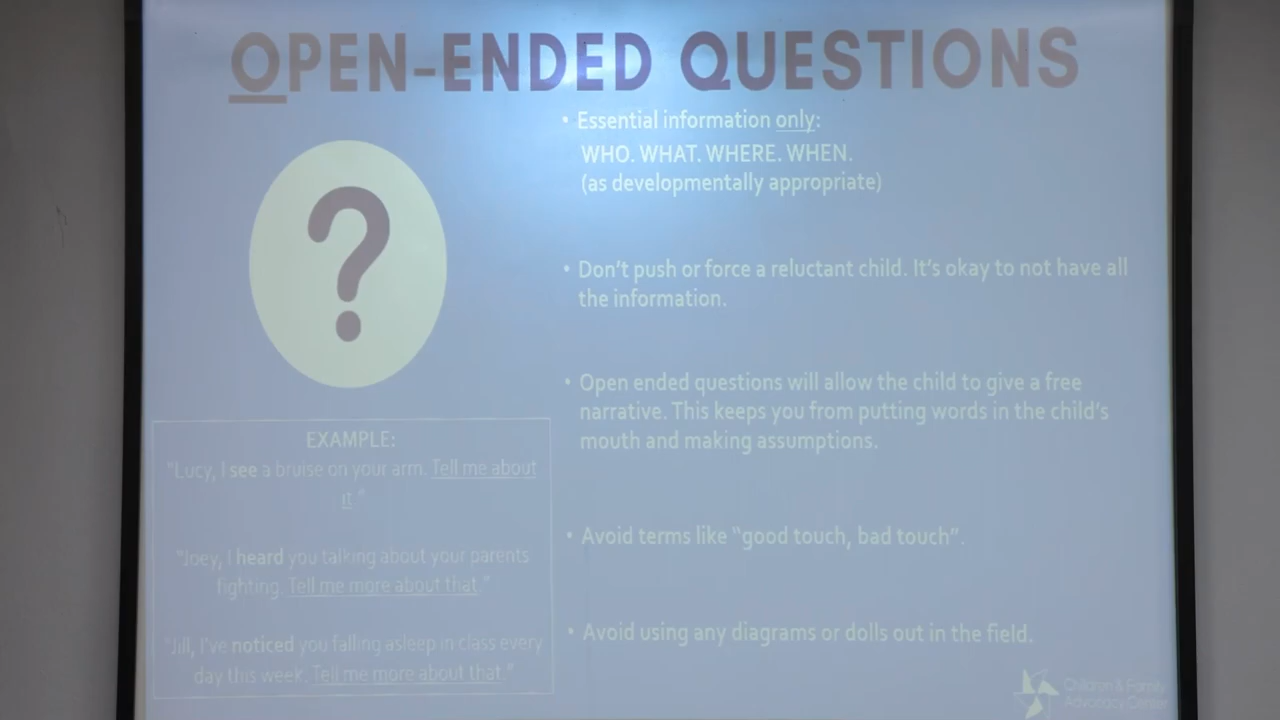 OPEN-ENDED QUESTIONS
• Essential information only:
WHO. WHAT. WHERE. WHEN.
(as developmentally appropriate)
• Don't push or force a reluctant child. It's okay to not have all
the information.
• Open ended questions will allow the child to give a free
narrative. This keeps you from putting words in the child's
mouth and making assumptions.
• Avoid terms like "good touch, bad touch".
• Avoid using any diagrams or dolls out in the field.
?
EXAMPLE:
"Lucy, I see a bruise on your arm. Tell me about
it."
"Joey, I heard you talking about your parents
fighting. Tell me more about that."
"Jill, I've noticed you falling asleep in class every
day this week. Tell me more about that."
Children & Family
Advocacy Center